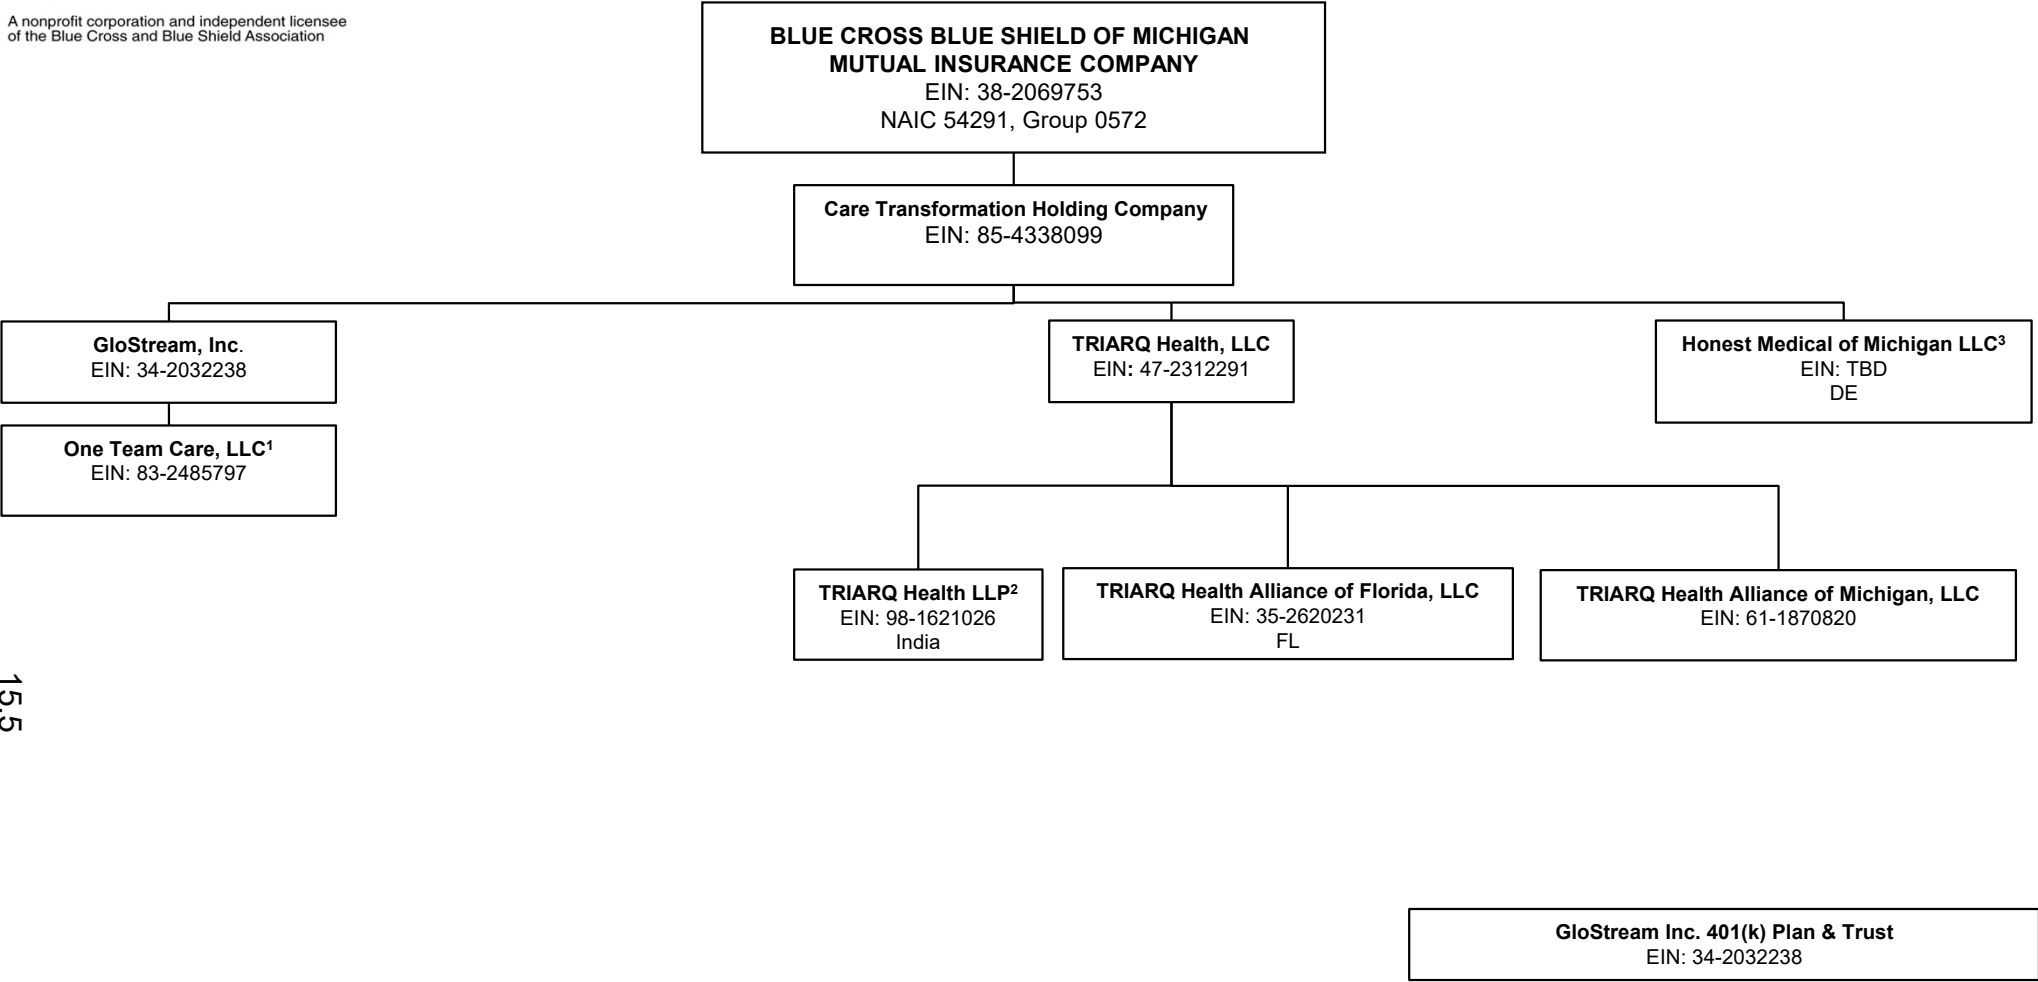 A nonprofit corporation and independent licensee
of the Blue Cross and Blue Shield Association
BLUE CROSS BLUE SHIELD OF MICHIGAN
MUTUAL INSURANCE COMPANY
EIN: 38-2069753
NAIC 54291, Group 0572
Care Transformation Holding Company
EIN: 85-4338099
GloStream, Inc.
EIN: 34-2032238
TRIARQ Health, LLC
EIN: 47-2312291
Honest Medical of Michigan LLC³
EIN: TBD
DE
One Team Care, LLC¹
EIN: 83-2485797
TRIARQ Health LLP²
EIN: 98-1621026
India
TRIARQ Health Alliance of Florida, LLC
EIN: 35-2620231
FL
TRIARQ Health Alliance of Michigan, LLC
EIN: 61-1870820
15.5
GloStream Inc. 401(k) Plan & Trust
EIN: 34-2032238